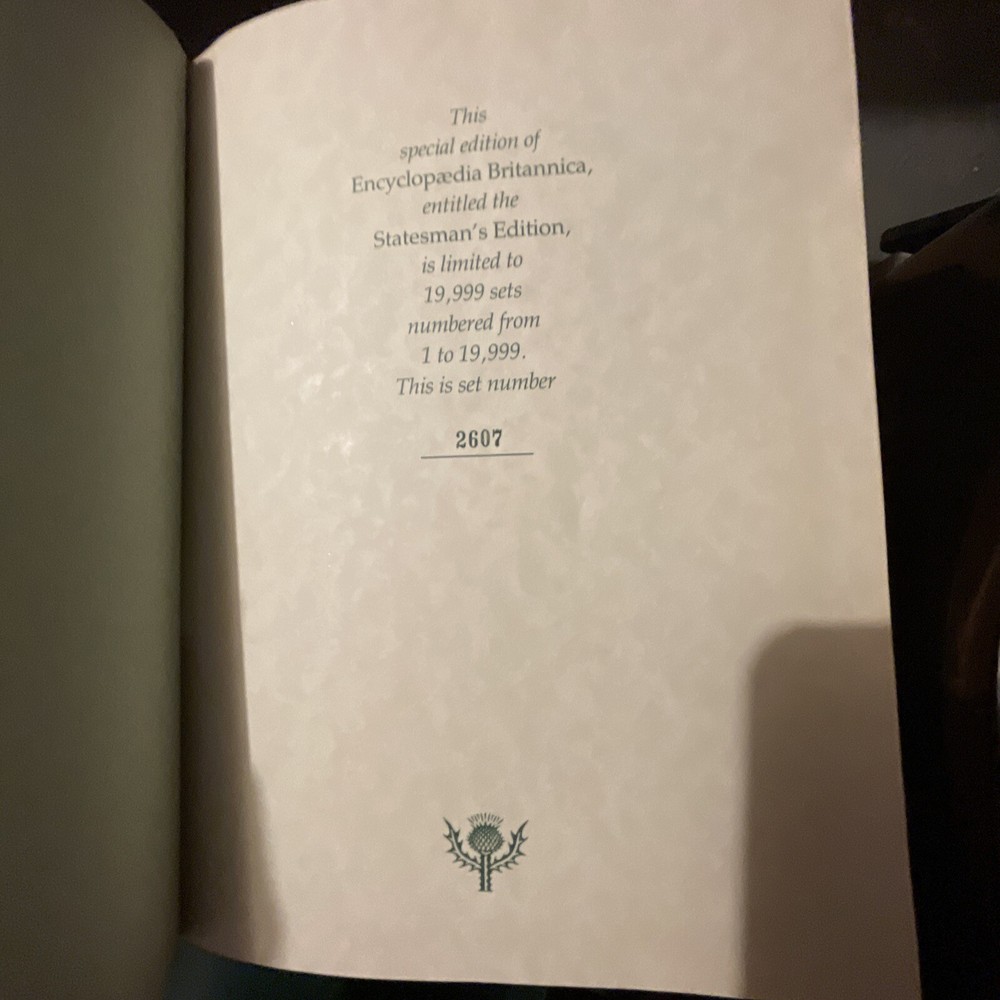 This
special edition of
Encyclopædia Britannica,
entitled the
Statesman's Edition,
is limited to
19,999 sets
numbered from
1 to 19,999.
This is set number
2607